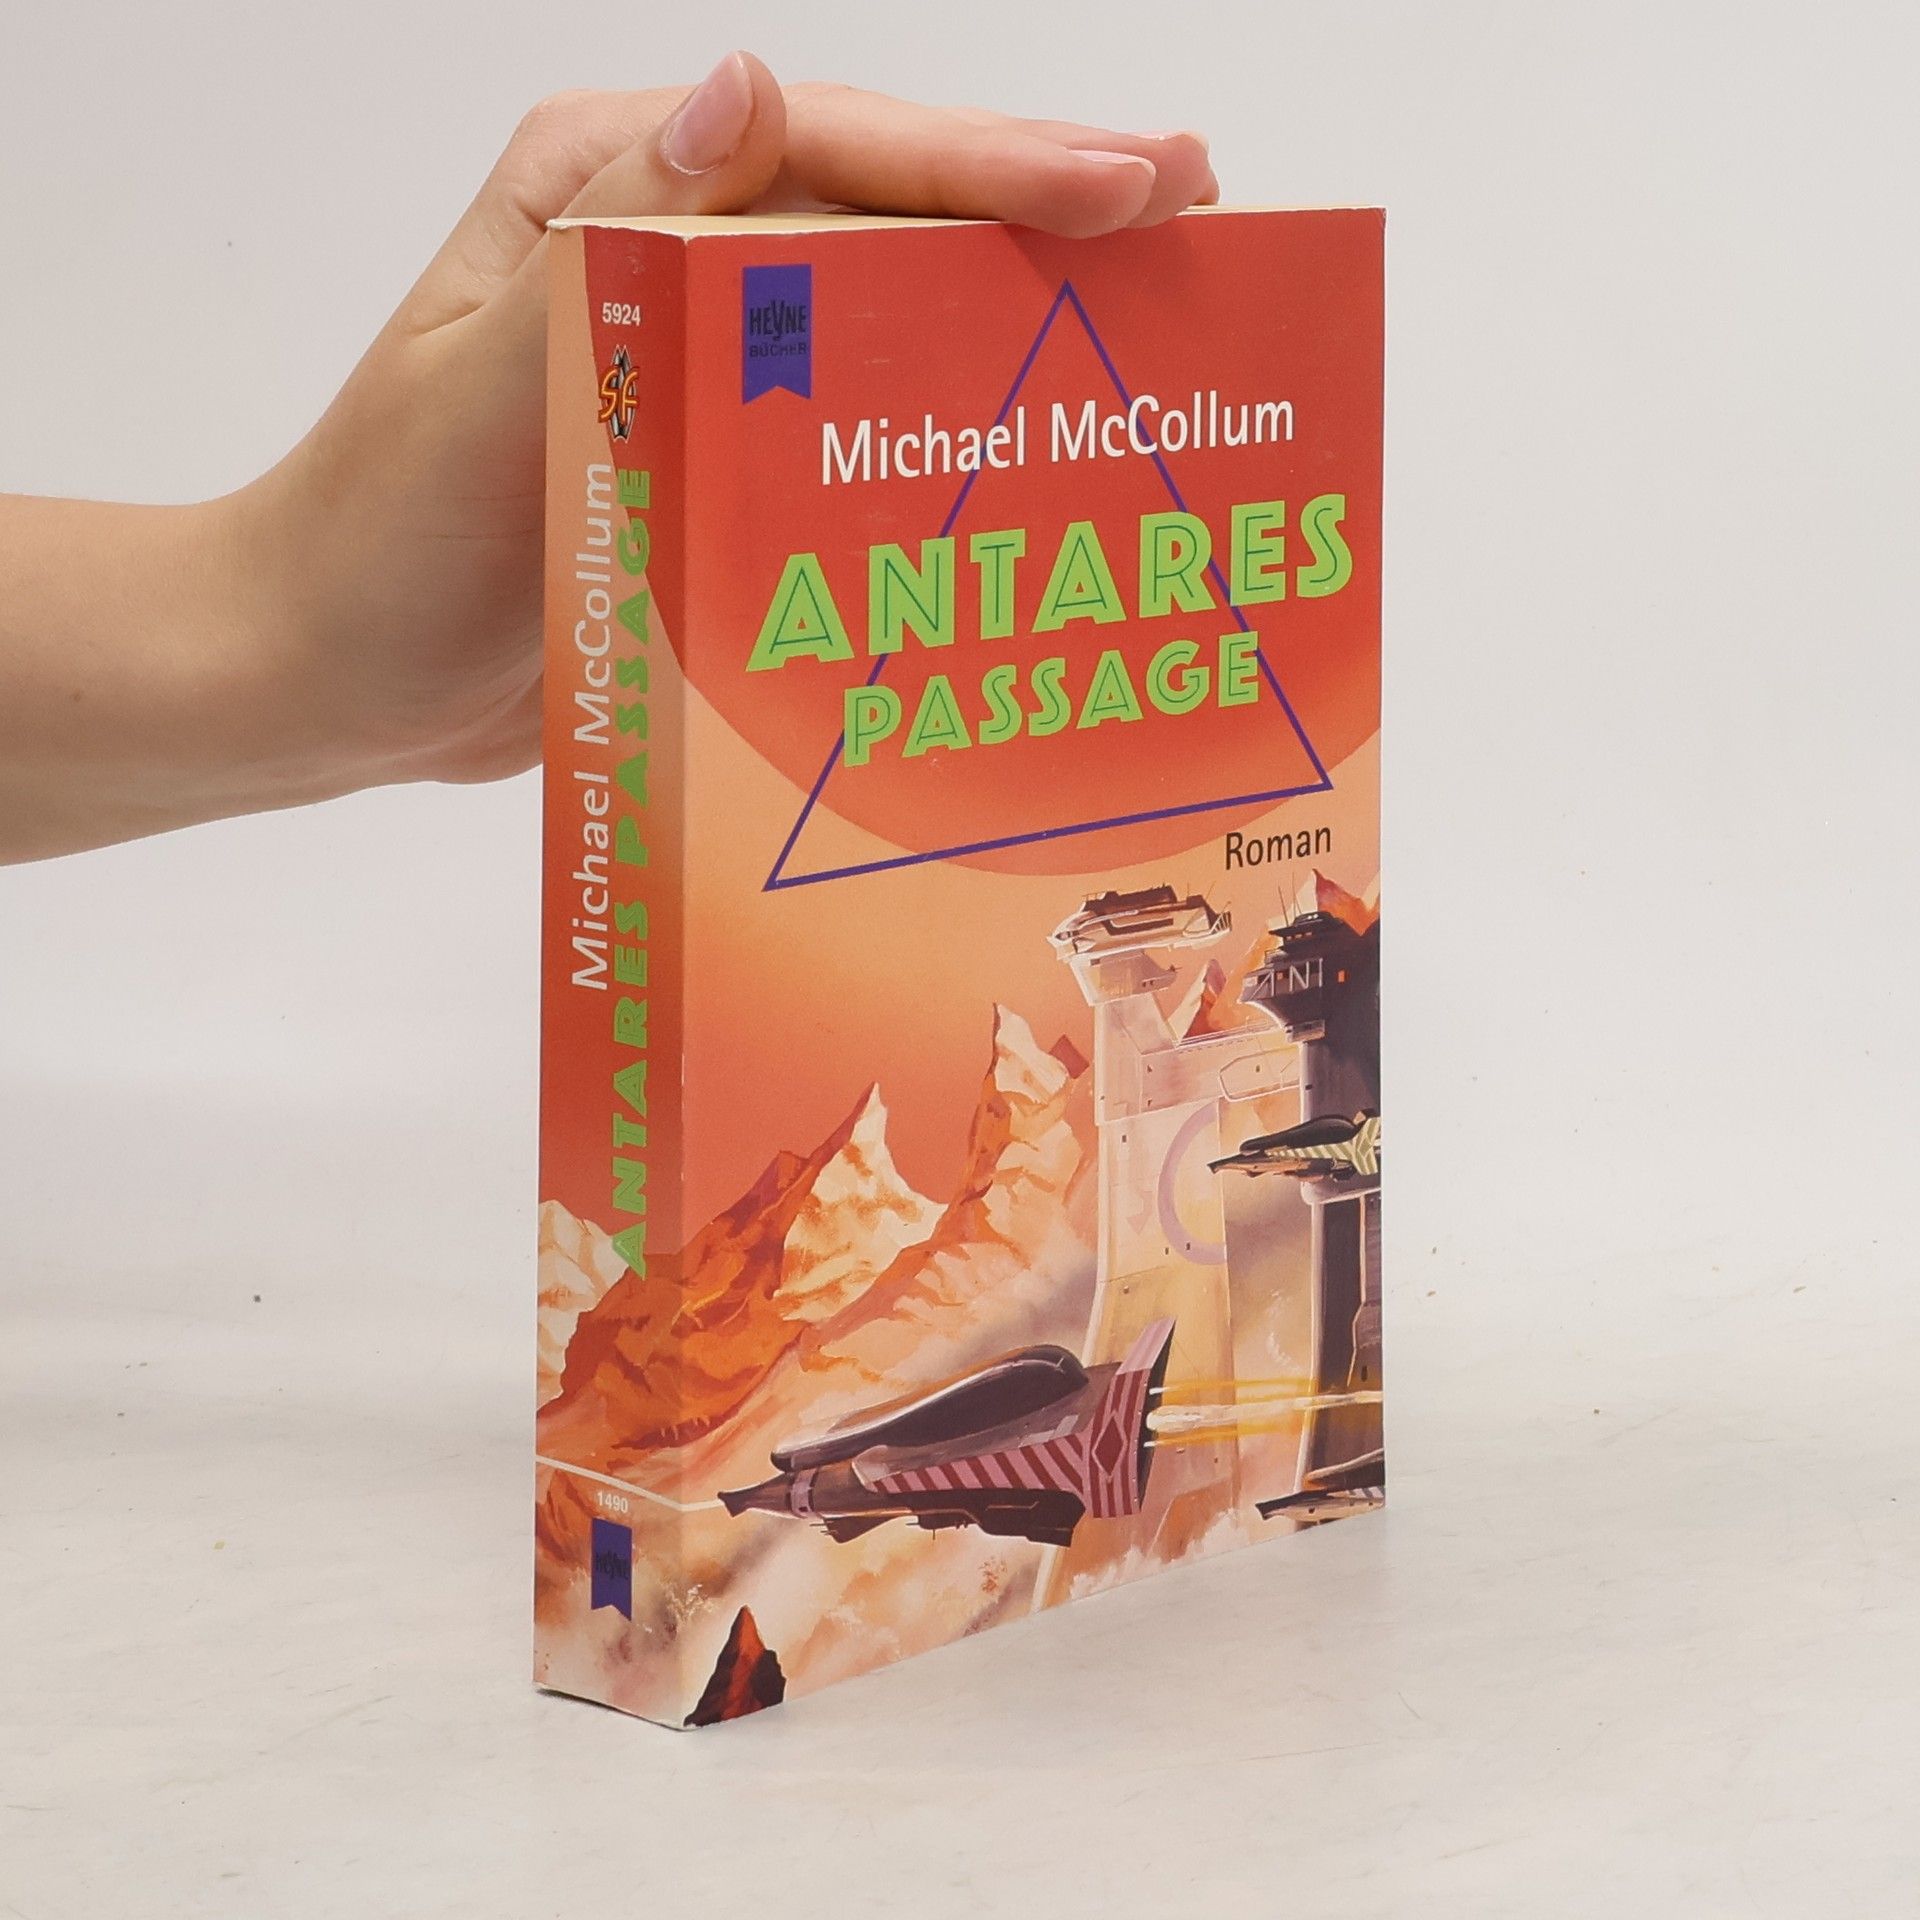 5924
SF
Michael McCollum
ANTARES PASSAGE
1490
HEYNE
HEYNE
BÜCHER
Michael McCollum
ANTARES
PASSAGE
Roman